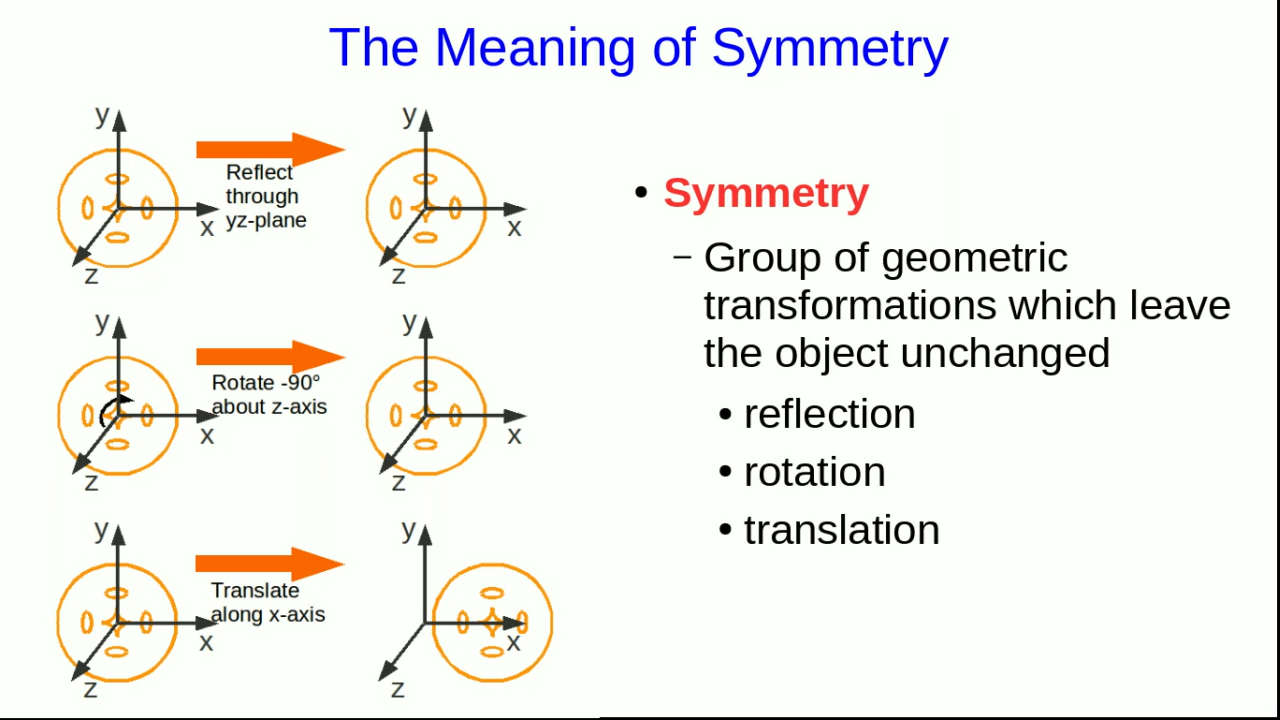 The Meaning of Symmetry
y
y
Reflect
through
yz-plane
x
x
z
z
y
y
Rotate -90°
about z-axis
x
x
z
z
y
y
Translate
along x-axis
x
x
z
z
• Symmetry
– Group of geometric
transformations which leave
the object unchanged
• reflection
• rotation
• translation